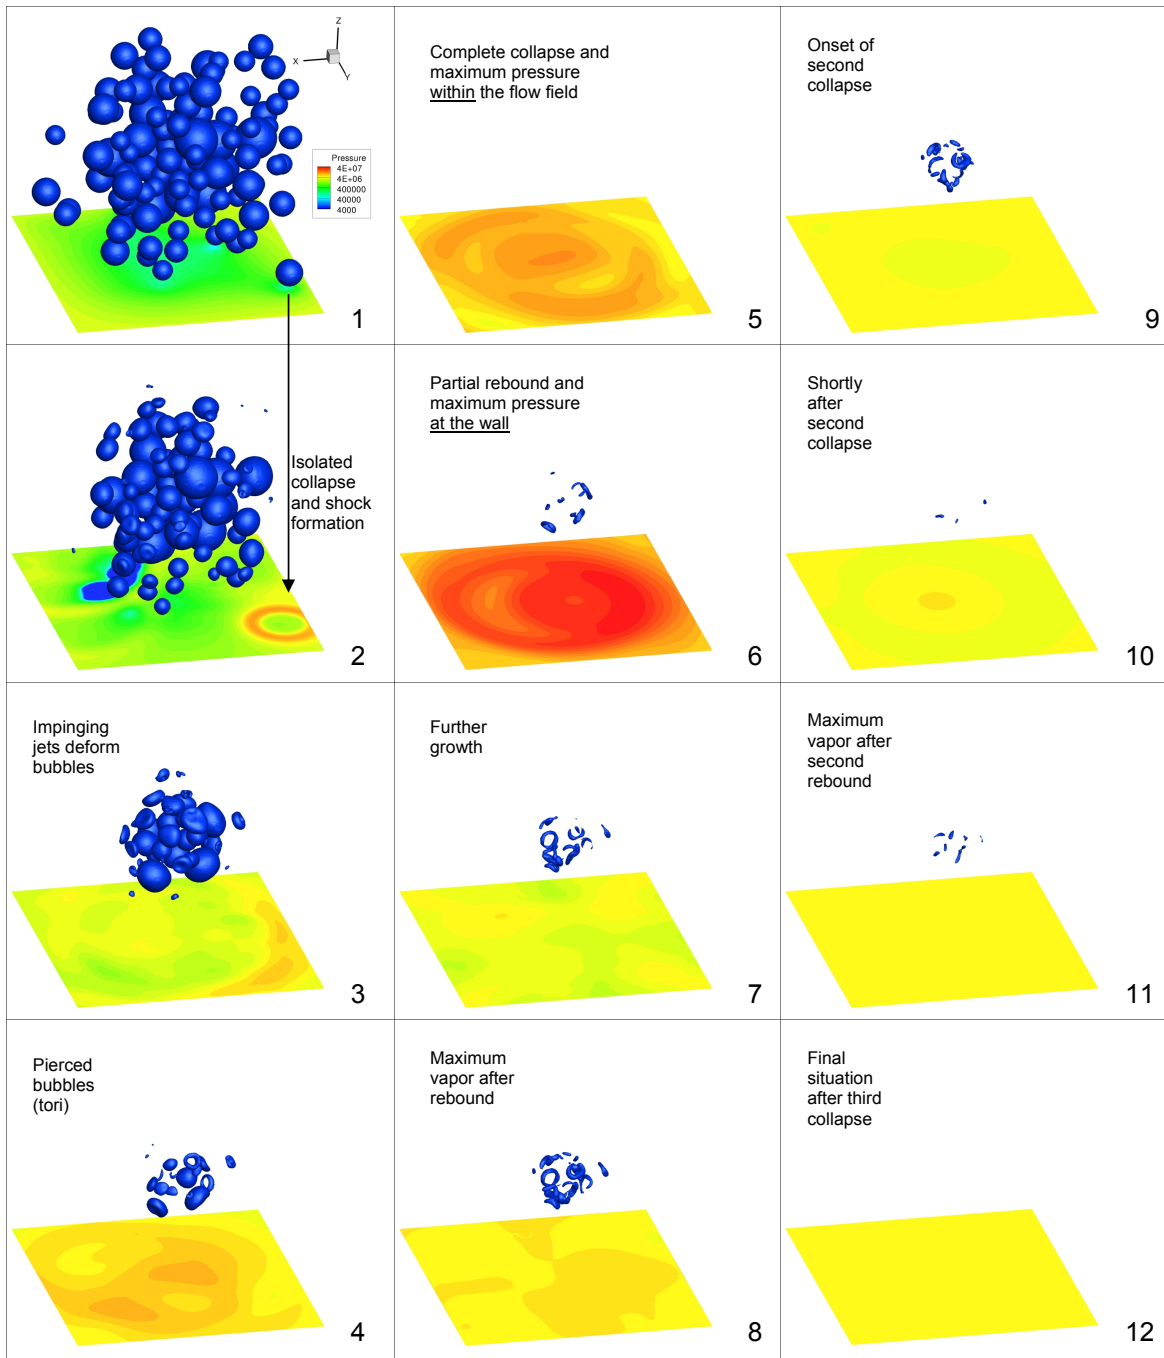 Z
X
Y
Pressure
4E+07
4E+06
400000
40000
4000
1
Isolated
collapse
and shock
formation
2
Impinging
jets deform
bubbles
3
Pierced
bubbles
(tori)
4
Complete collapse and
maximum pressure
within the flow field
5
Partial rebound and
maximum pressure
at the wall
6
Further
growth
7
Maximum
vapor after
rebound
8
Onset of
second
collapse
9
Shortly
after
second
collapse
10
Maximum
vapor after
second
rebound
11
Final
situation
after third
collapse
12